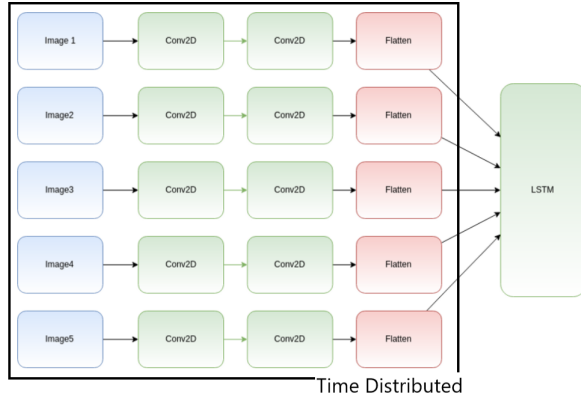 Image 1 Conv2D Conv2D Flatten
Image2 Conv2D Conv2D Flatten
Image3 Conv2D Conv2D Flatten LSTM
Image4 Conv2D Conv2D Flatten
Image5 Conv2D Conv2D Flatten
Time Distributed